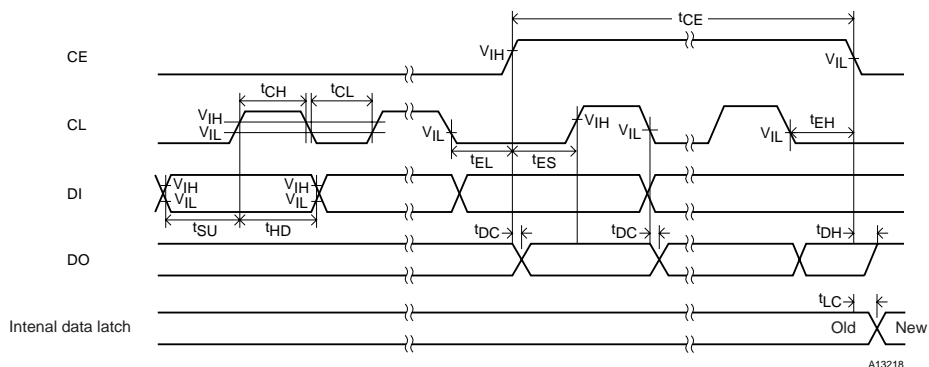 tCE
CE
VIH
VIL
tCH
tCL
CL
VIH
VIL
VIL
VIH
VIL
VIL
tEH
tEL
tES
DI
VIH
VIL
VIH
VIL
tSU
tHD
tDC
tDC
tDH
DO
tLC
Intenal data latch
Old
New
A13218